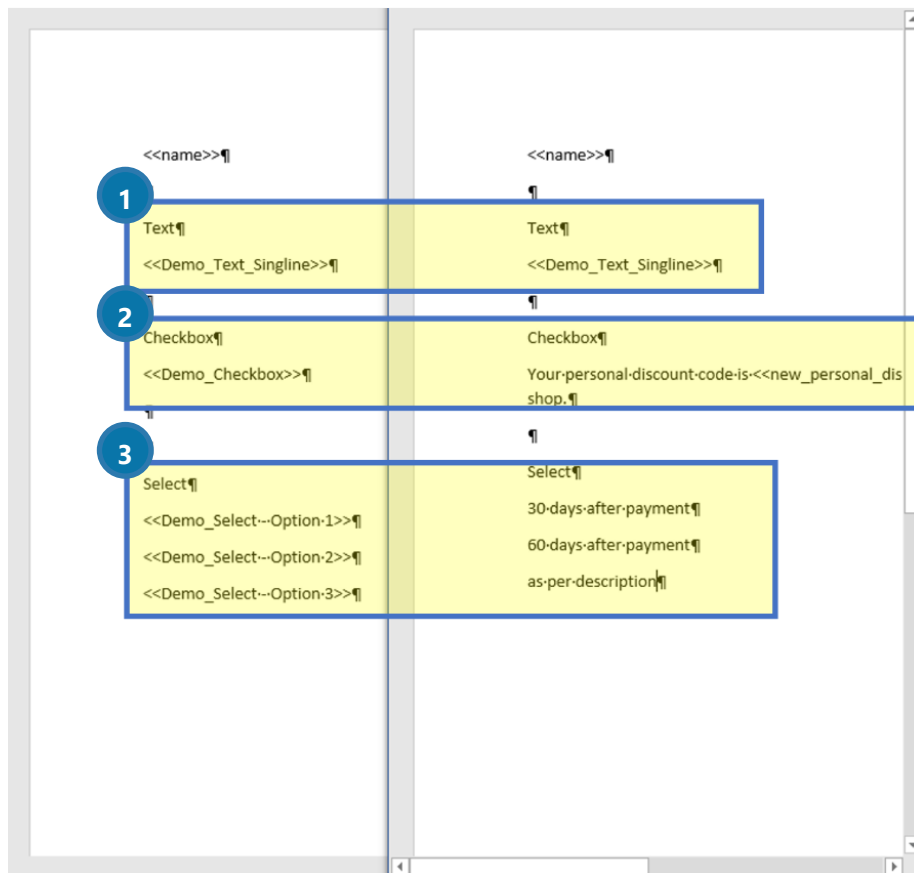 <<name>>¶
1
Text¶
<<Demo_Text_Singline>>¶
¶
2
Checkbox¶
<<Demo_Checkbox>>¶
¶
3
Select¶
<<Demo_Select·-·Option·1>>¶
<<Demo_Select·-·Option·2>>¶
<<Demo_Select·-·Option·3>>¶
<<name>>¶
¶
Text¶
<<Demo_Text_Singline>>¶
¶
Checkbox¶
Your·personal·discount·code·is·<<new_personal_dis
shop.¶
¶
Select¶
30·days·after·payment¶
60·days·after·payment¶
as·per·description¶